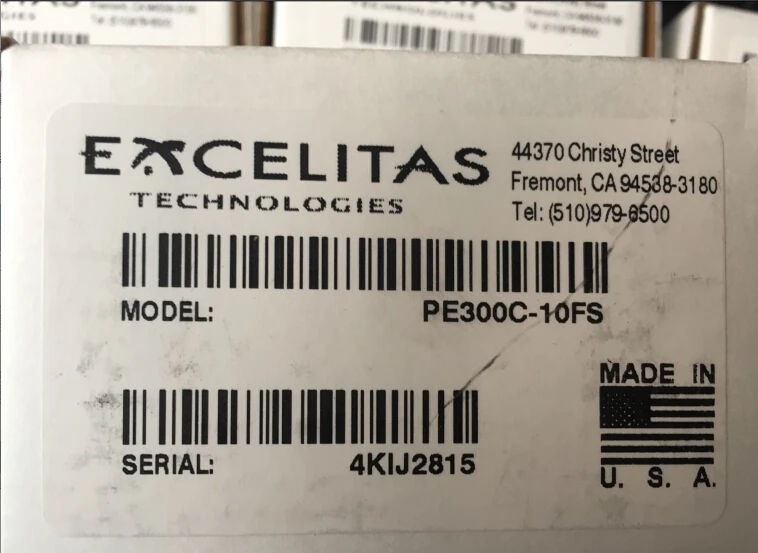 EXCELITAS
TECHNOLOGIES
44370 Christy Street
Fremont, CA 94538-3180
Tel: (510)979-6500
MODEL: PE300C-10FS
SERIAL: 4KIJ2815
MADE IN
U. S. A.